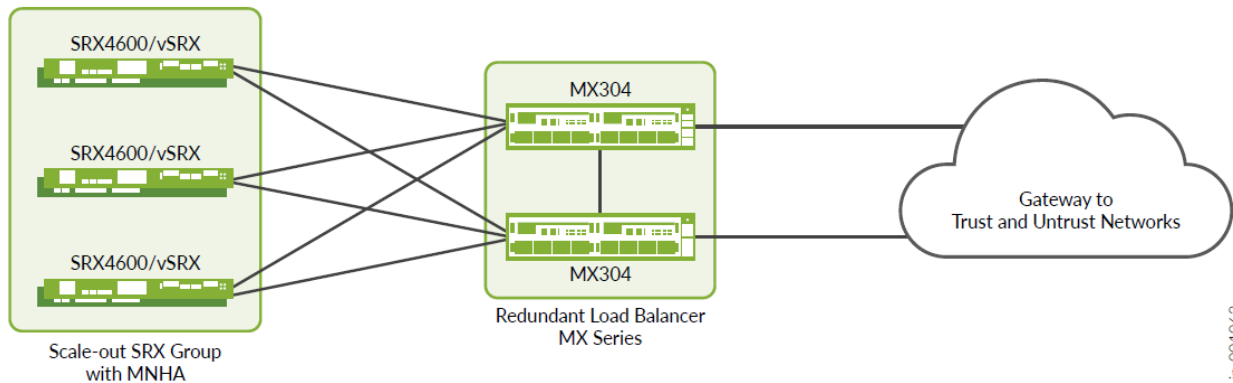 SRX4600/vSRX
SRX4600/vSRX
SRX4600/vSRX
Scale-out SRX Group
with MNHA
MX304
MX304
Redundant Load Balancer
MX Series
Gateway to
Trust and Untrust Networks